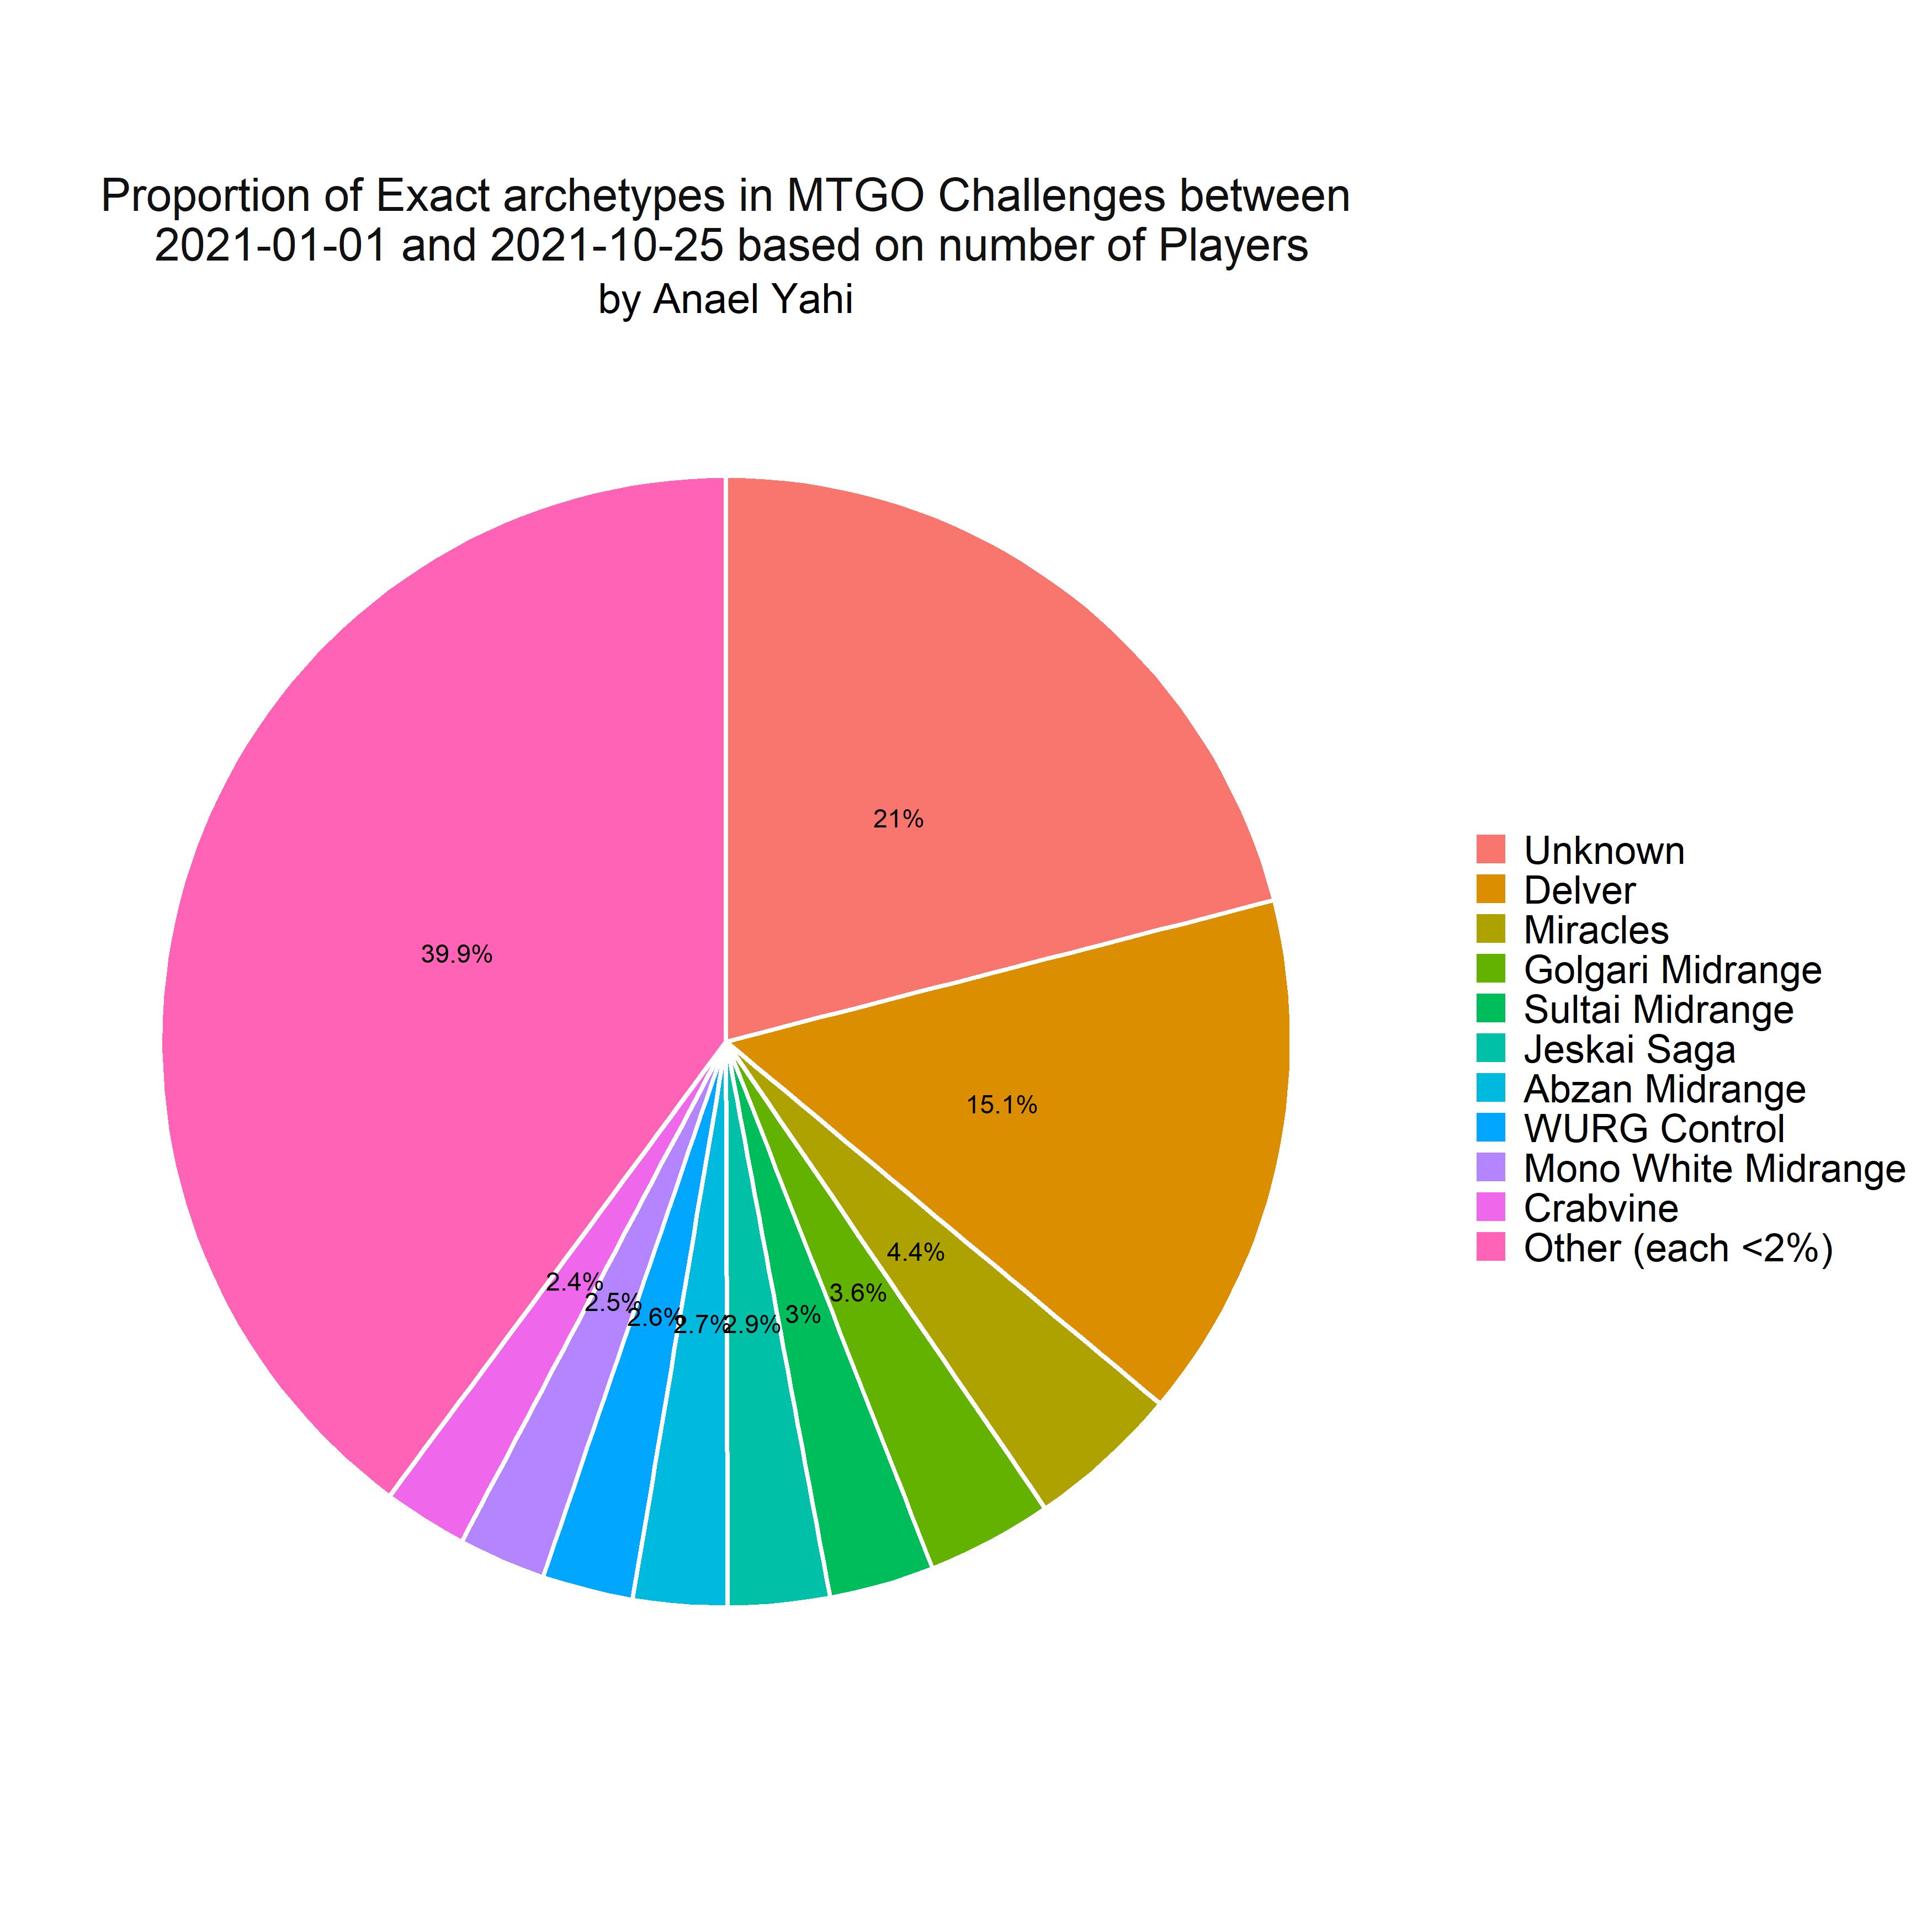 Proportion of Exact archetypes in MTGO Challenges between
2021-01-01 and 2021-10-25 based on number of Players
by Anael Yahi
21%
39.9%
15.1%
4.4%
2.4%
3.6%
2.5%
2.6%
2.7%
2.9%
3%
Unknown
Delver
Miracles
Golgari Midrange
Sultai Midrange
Jeskai Saga
Abzan Midrange
WURG Control
Mono White Midrange
Crabvine
Other (each <2%)